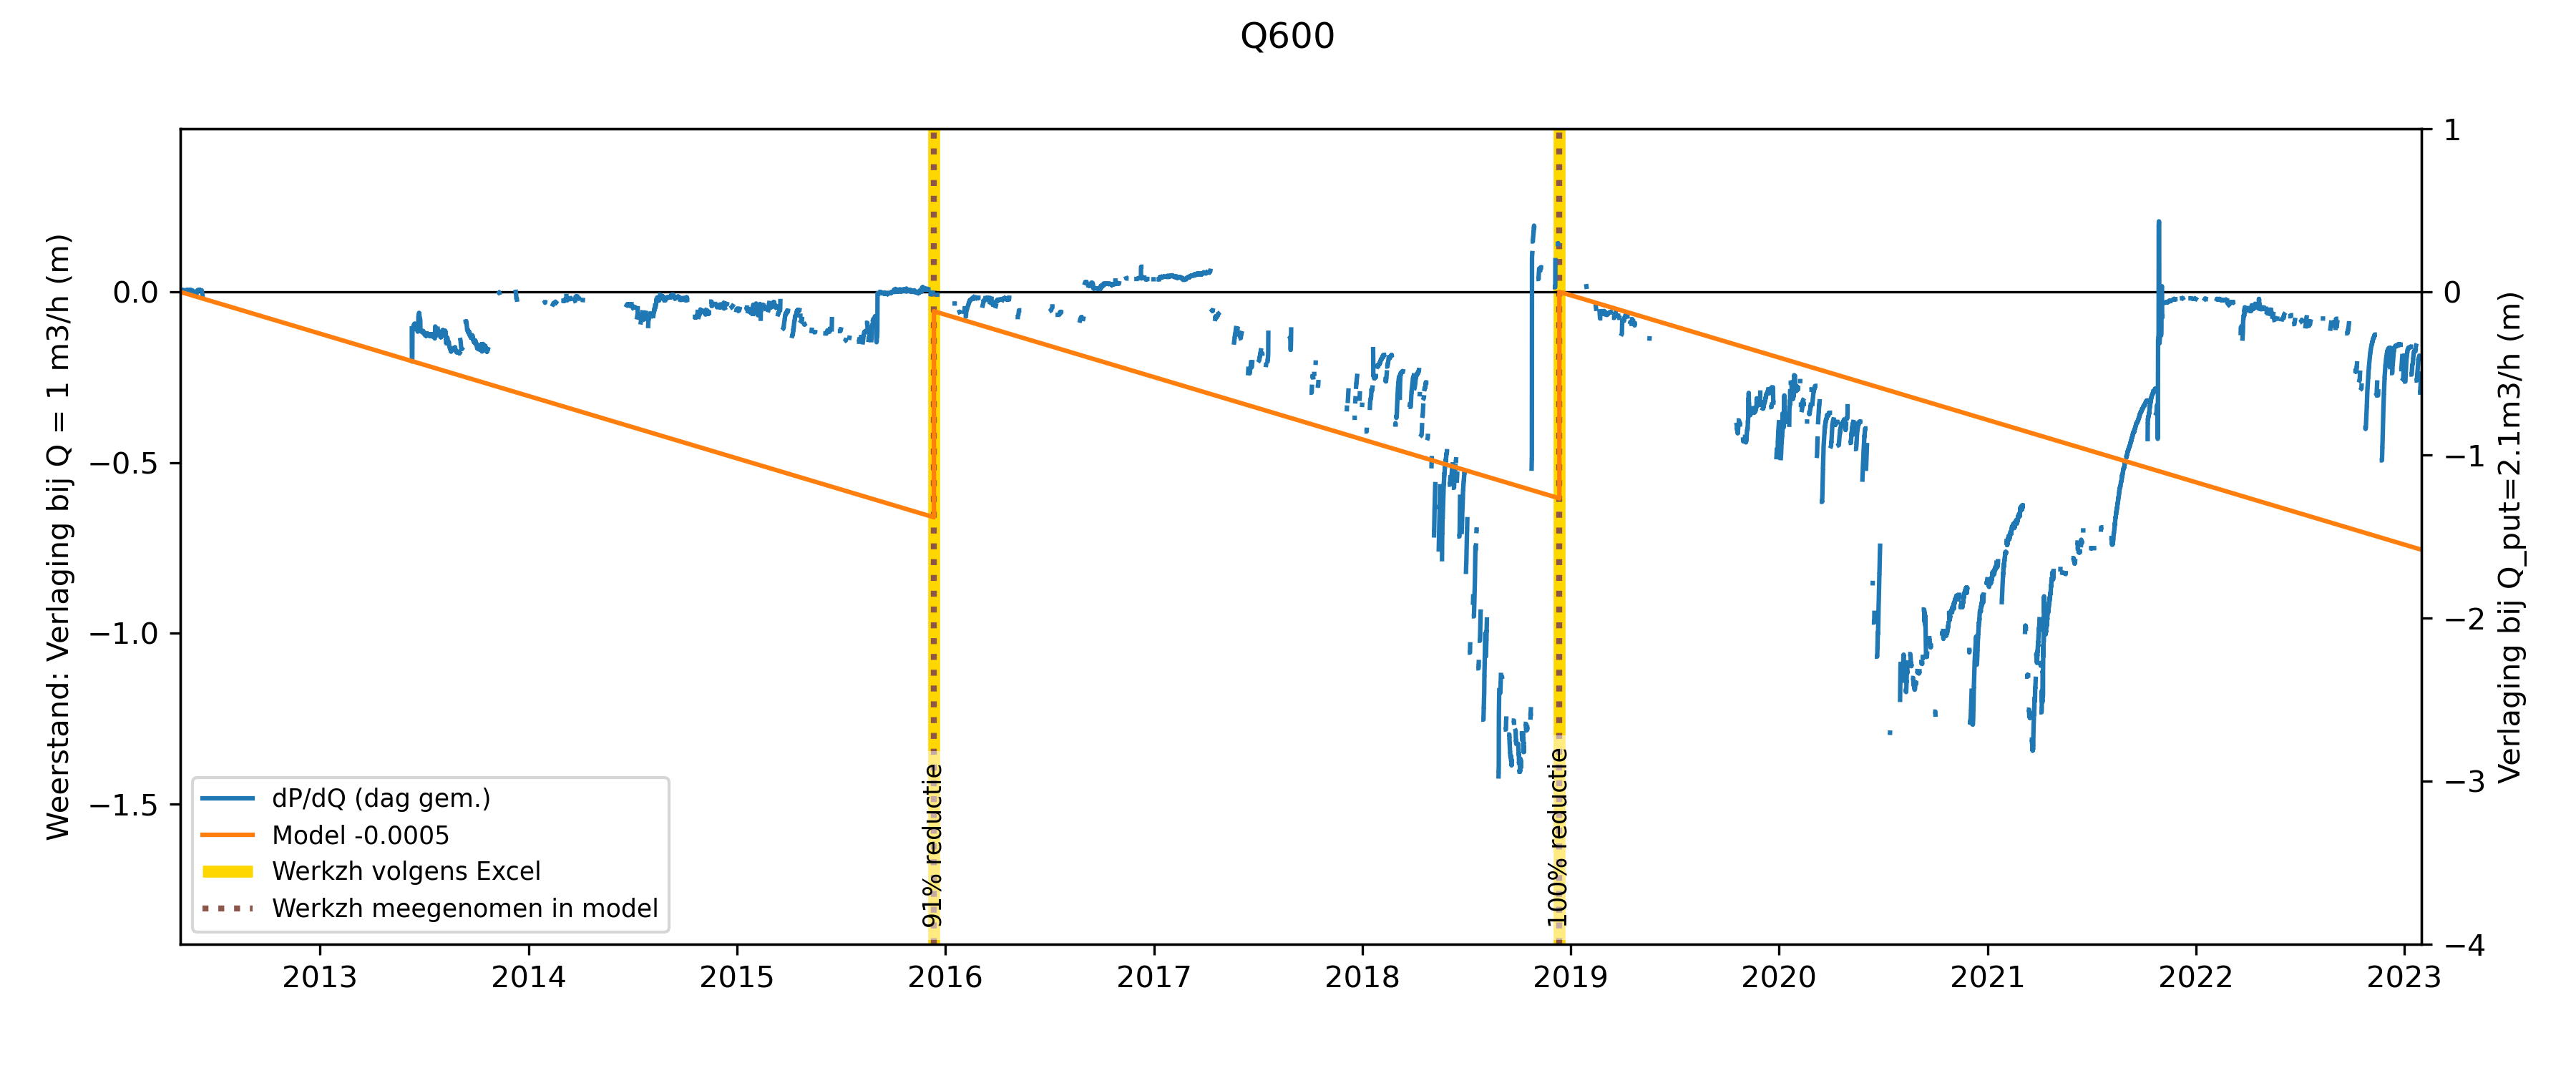 Q600
Weerstand: Verlaging bij Q = 1 m3/h (m)
0.0
−0.5
−1.0
−1.5
1
0
−1
−2
−3
−4
Verlaging bij Q_put=2.1m3/h (m)
91% reductie
100% reductie
dP/dQ (dag gem.)
Model -0.0005
Werkzh volgens Excel
Werkzh meegenomen in model
2013 2014 2015 2016 2017 2018 2019 2020 2021 2022 2023